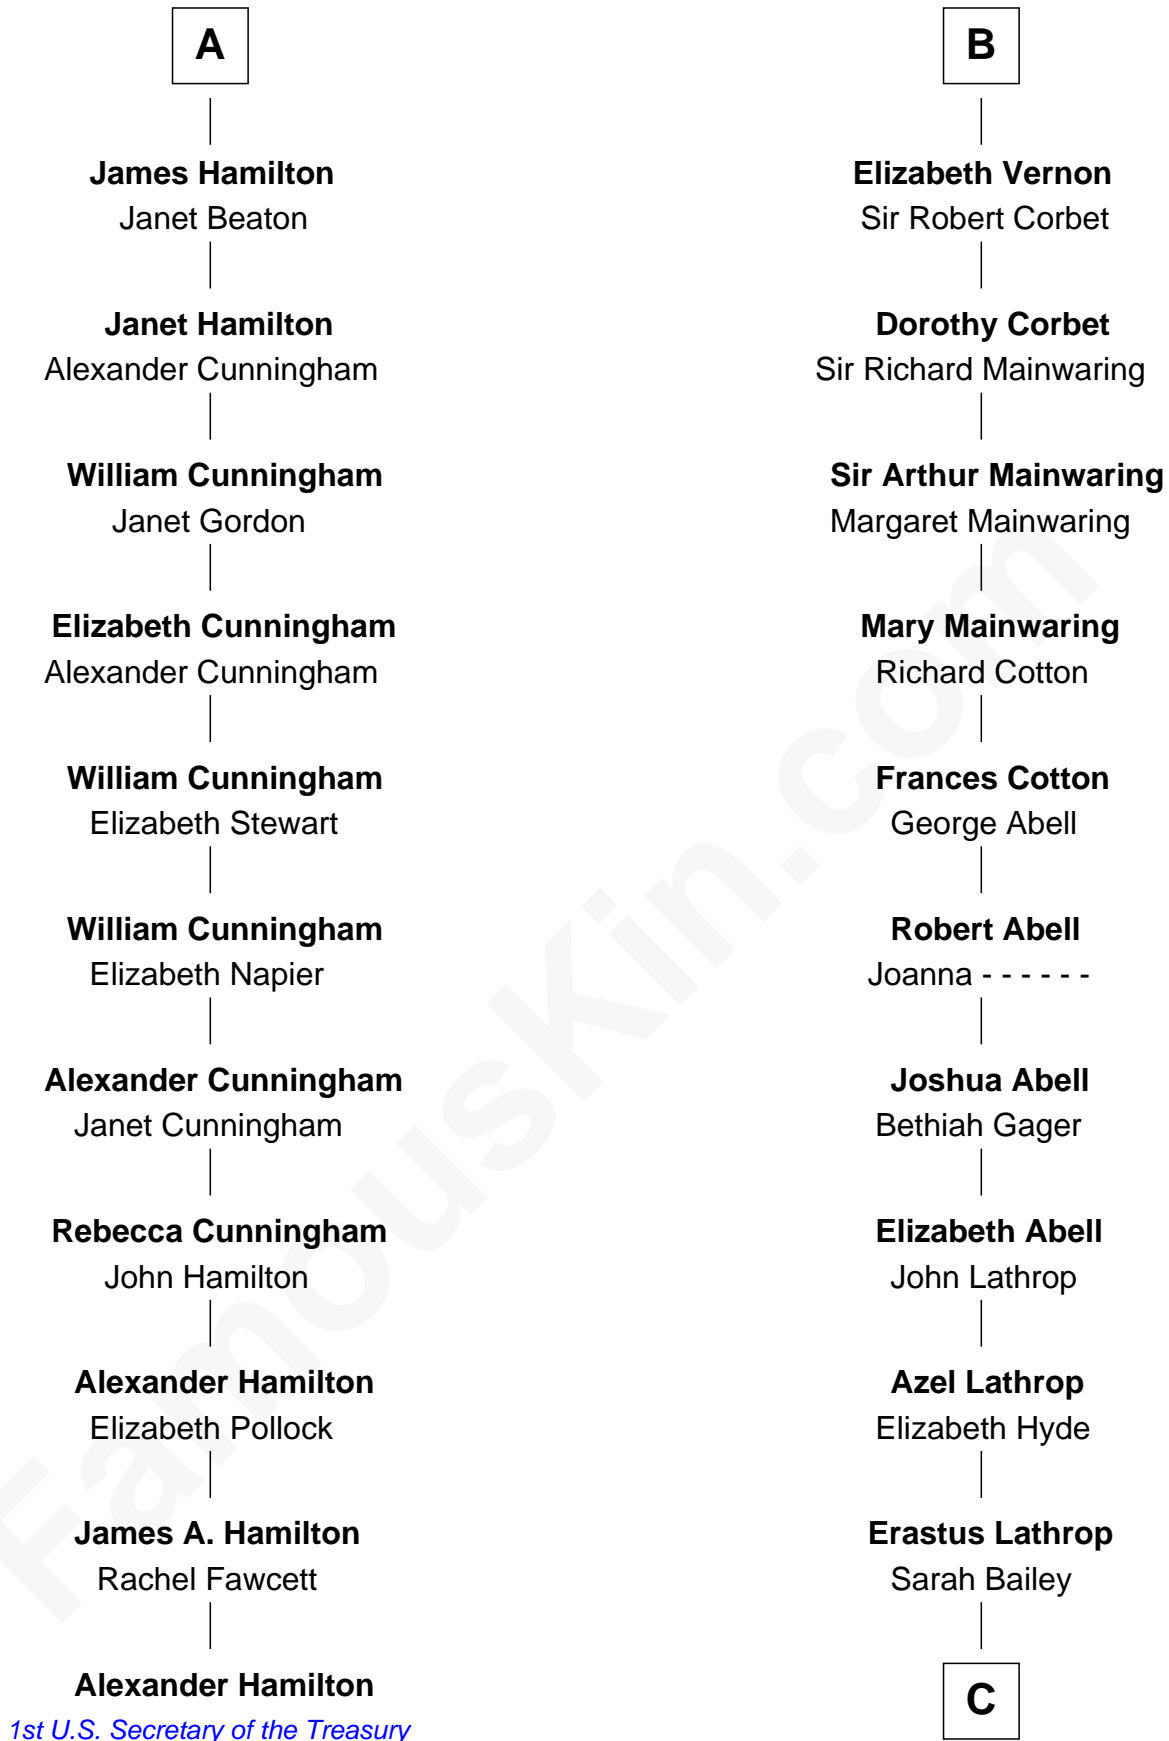 A
James Hamilton
Janet Beaton
Janet Hamilton
Alexander Cunningham
William Cunningham
Janet Gordon
Elizabeth Cunningham
Alexander Cunningham
William Cunningham
Elizabeth Stewart
William Cunningham
Elizabeth Napier
Alexander Cunningham
Janet Cunningham
Rebecca Cunningham
John Hamilton
Alexander Hamilton
Elizabeth Pollock
James A. Hamilton
Rachel Fawcett
Alexander Hamilton
1st U.S. Secretary of the Treasury
B
Elizabeth Vernon
Sir Robert Corbet
Dorothy Corbet
Sir Richard Mainwaring
Sir Arthur Mainwaring
Margaret Mainwaring
Mary Mainwaring
Richard Cotton
Frances Cotton
George Abell
Robert Abell
Joanna - - - - - -
Joshua Abell
Bethiah Gager
Elizabeth Abell
John Lathrop
Azel Lathrop
Elizabeth Hyde
Erastus Lathrop
Sarah Bailey
C
FamousKin.com